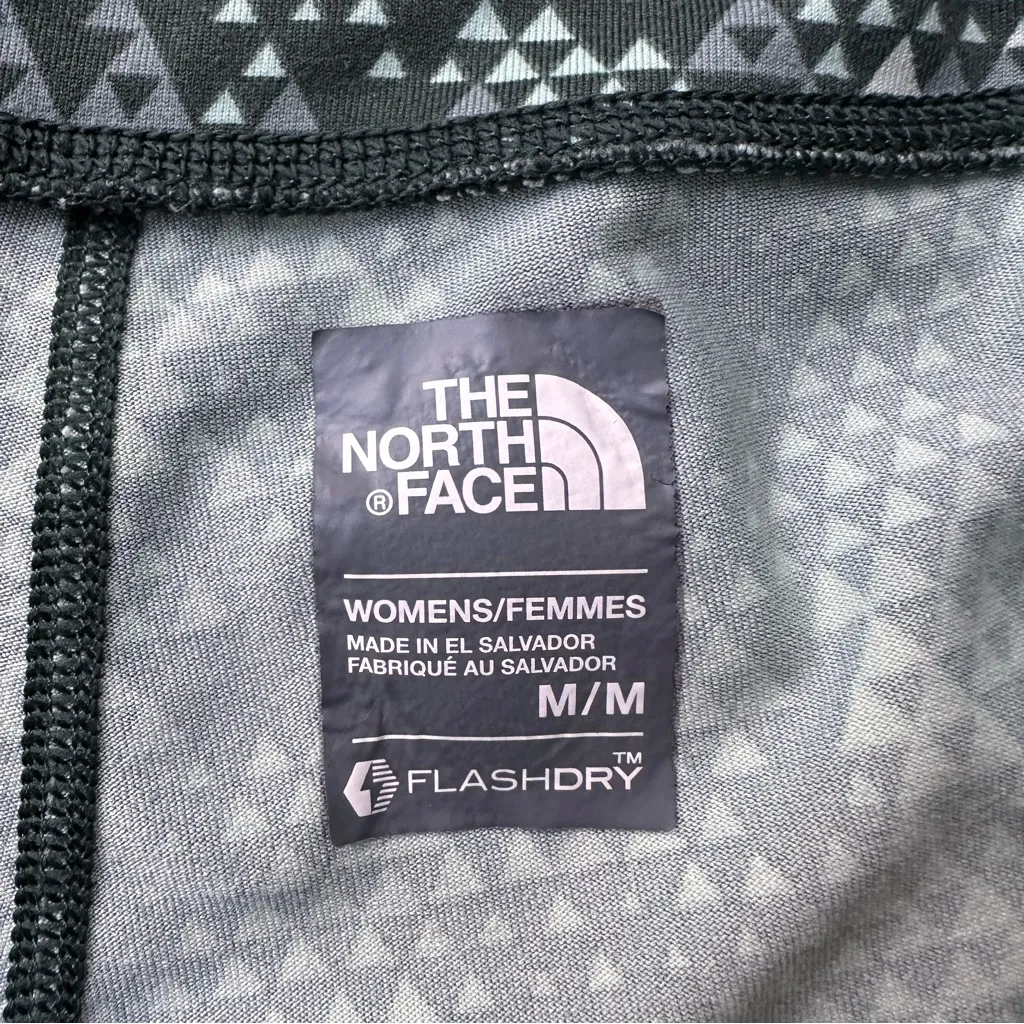 THE
NORTH
® FACE
WOMENS/FEMMES
MADE IN EL SALVADOR
FABRIQUÉ AU SALVADOR
M/M
FLASHDRY™